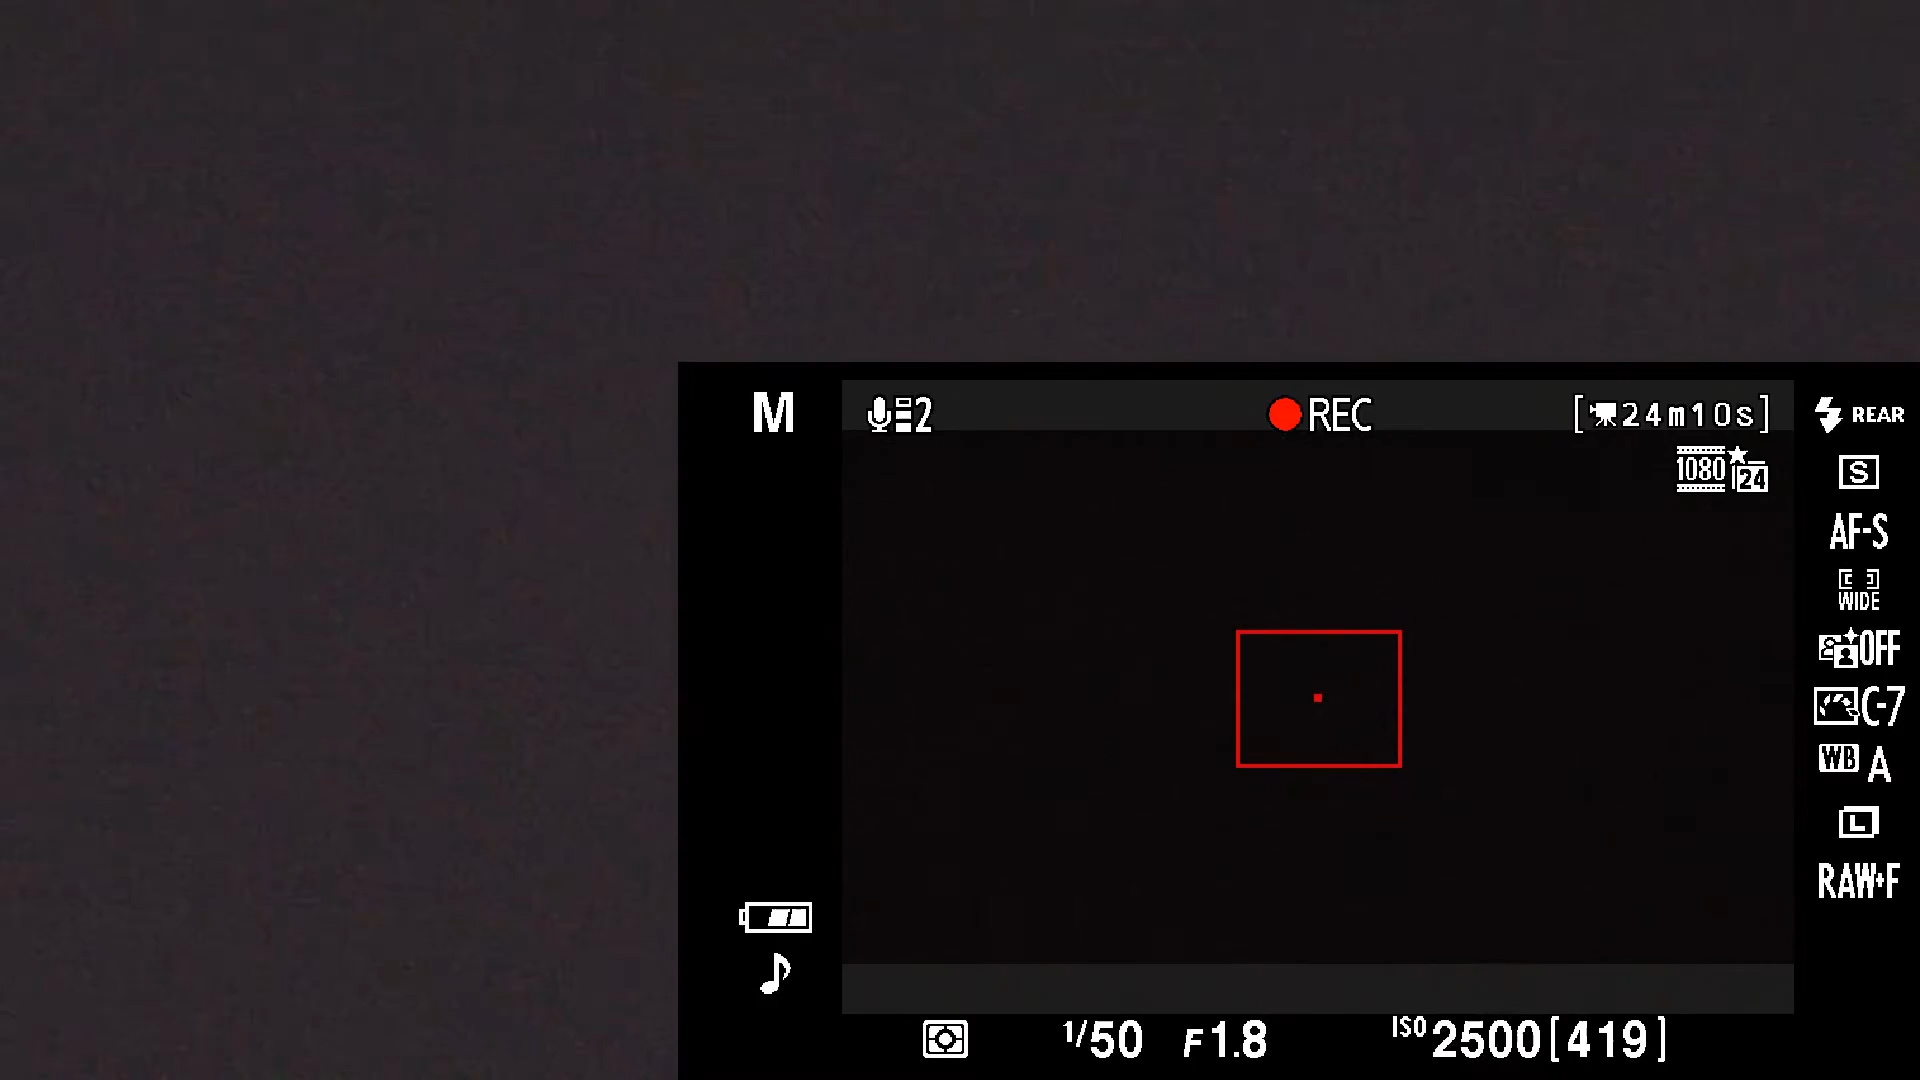 M
2 REC [24m10s]
REAR
1080 24
S
AF-S
WIDE
OFF
C-7
WB A
L
RAW+F
1/50 F1.8 ISO 2500[419]